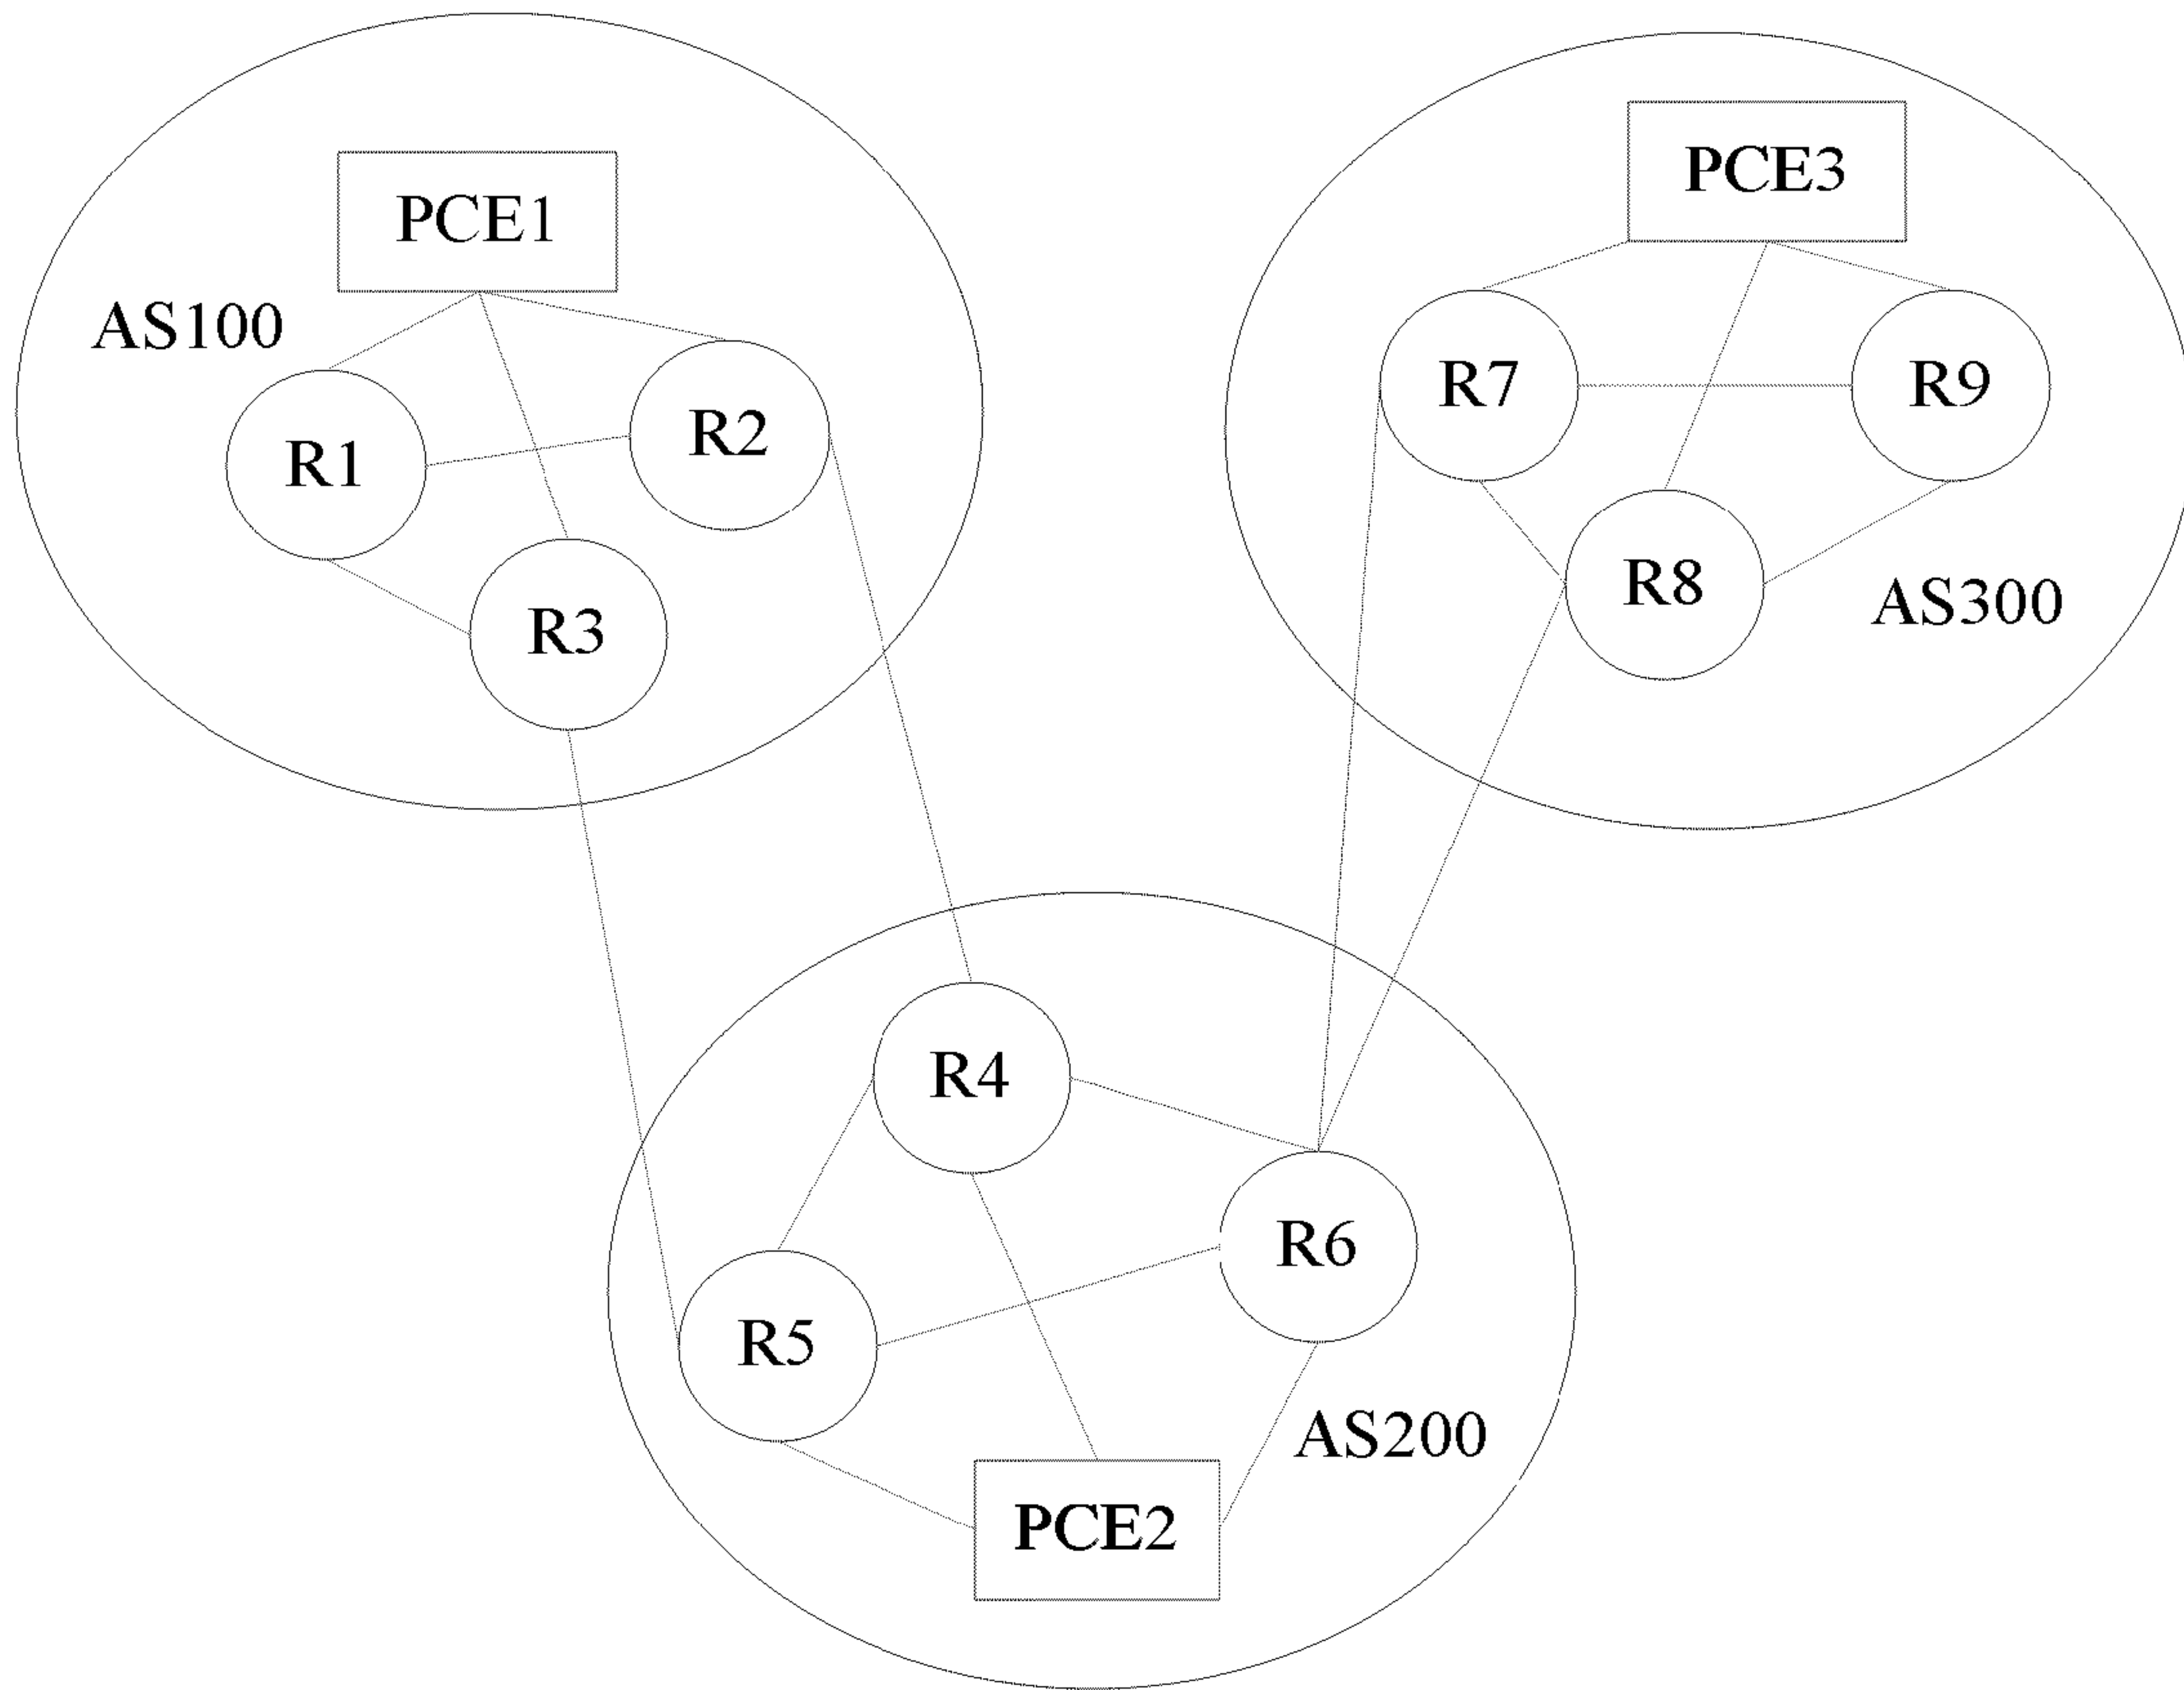 PCE1
AS100
R1
R2
R3
PCE3
R7
R9
R8
AS300
R4
R6
R5
AS200
PCE2